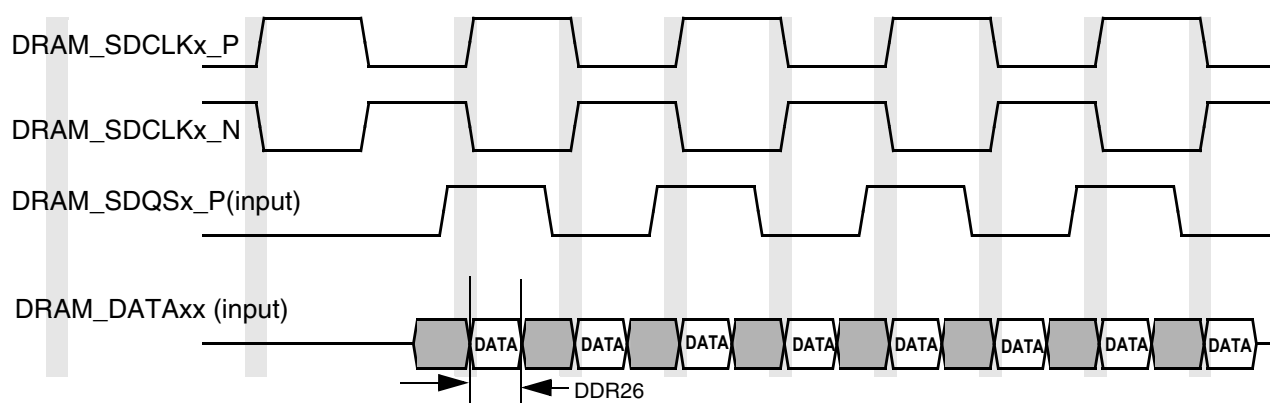 DRAM_SDCLKx_P
DRAM_SDCLKx_N
DRAM_SDQSx_P(input)
DRAM_DATAxx (input)
DATA DATA DATA DATA DATA DATA DATA DATA
DDR26